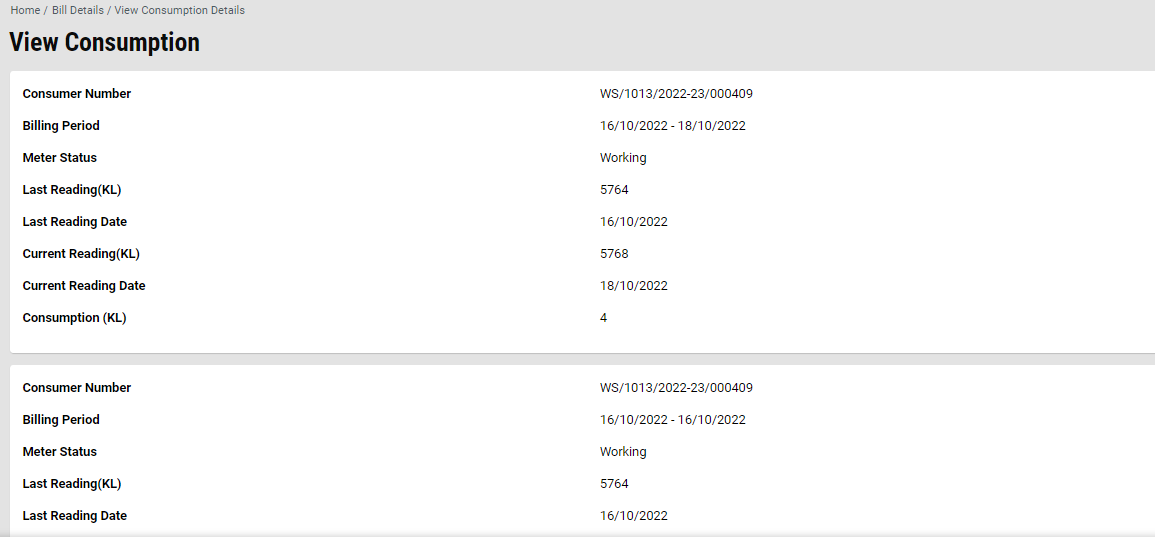 Home / Bill Details / View Consumption Details
View Consumption
Consumer Number WS/1013/2022-23/000409
Billing Period 16/10/2022 - 18/10/2022
Meter Status Working
Last Reading(KL) 5764
Last Reading Date 16/10/2022
Current Reading(KL) 5768
Current Reading Date 18/10/2022
Consumption (KL) 4
Consumer Number WS/1013/2022-23/000409
Billing Period 16/10/2022 - 16/10/2022
Meter Status Working
Last Reading(KL) 5764
Last Reading Date 16/10/2022